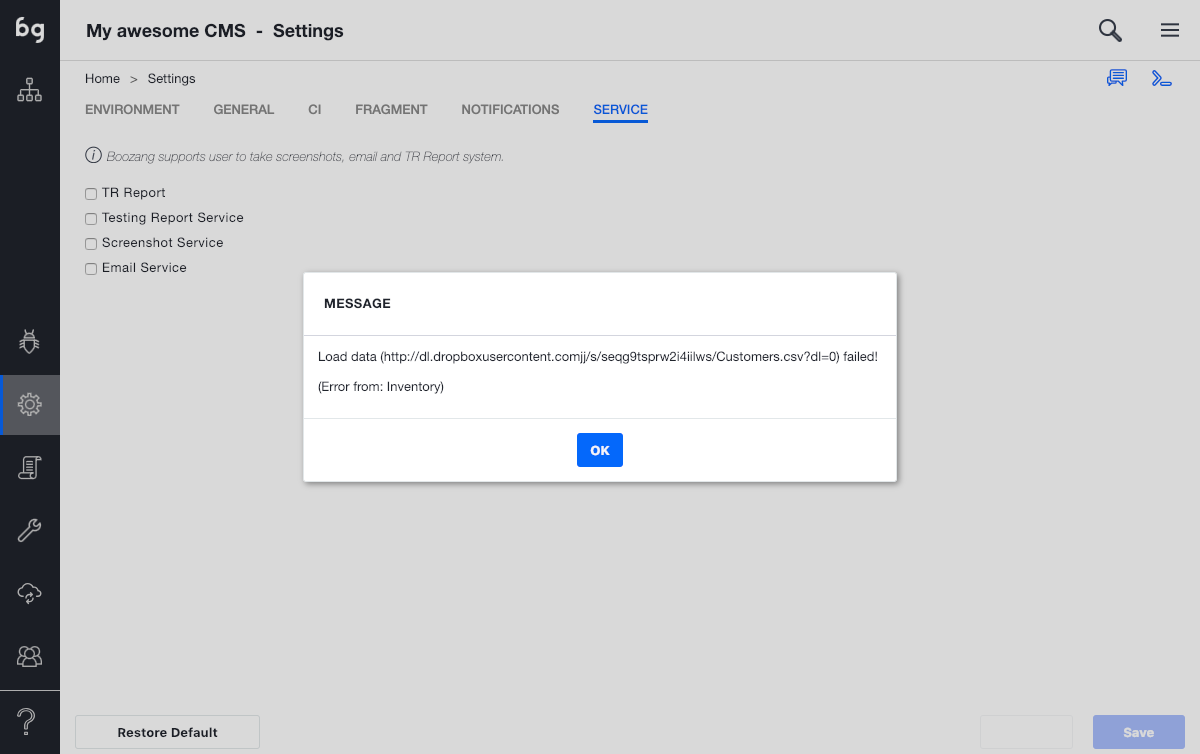 bg
My awesome CMS - Settings
Home > Settings
ENVIRONMENT GENERAL CI FRAGMENT NOTIFICATIONS SERVICE
i Boozang supports user to take screenshots, email and TR Report system.
TR Report
Testing Report Service
Screenshot Service
Email Service
MESSAGE
Load data (http://dl.dropboxusercontent.comjj/s/seqg9tsprw2i4iilws/Customers.csv?dl=0) failed!
(Error from: Inventory)
OK
?
Restore Default
Save